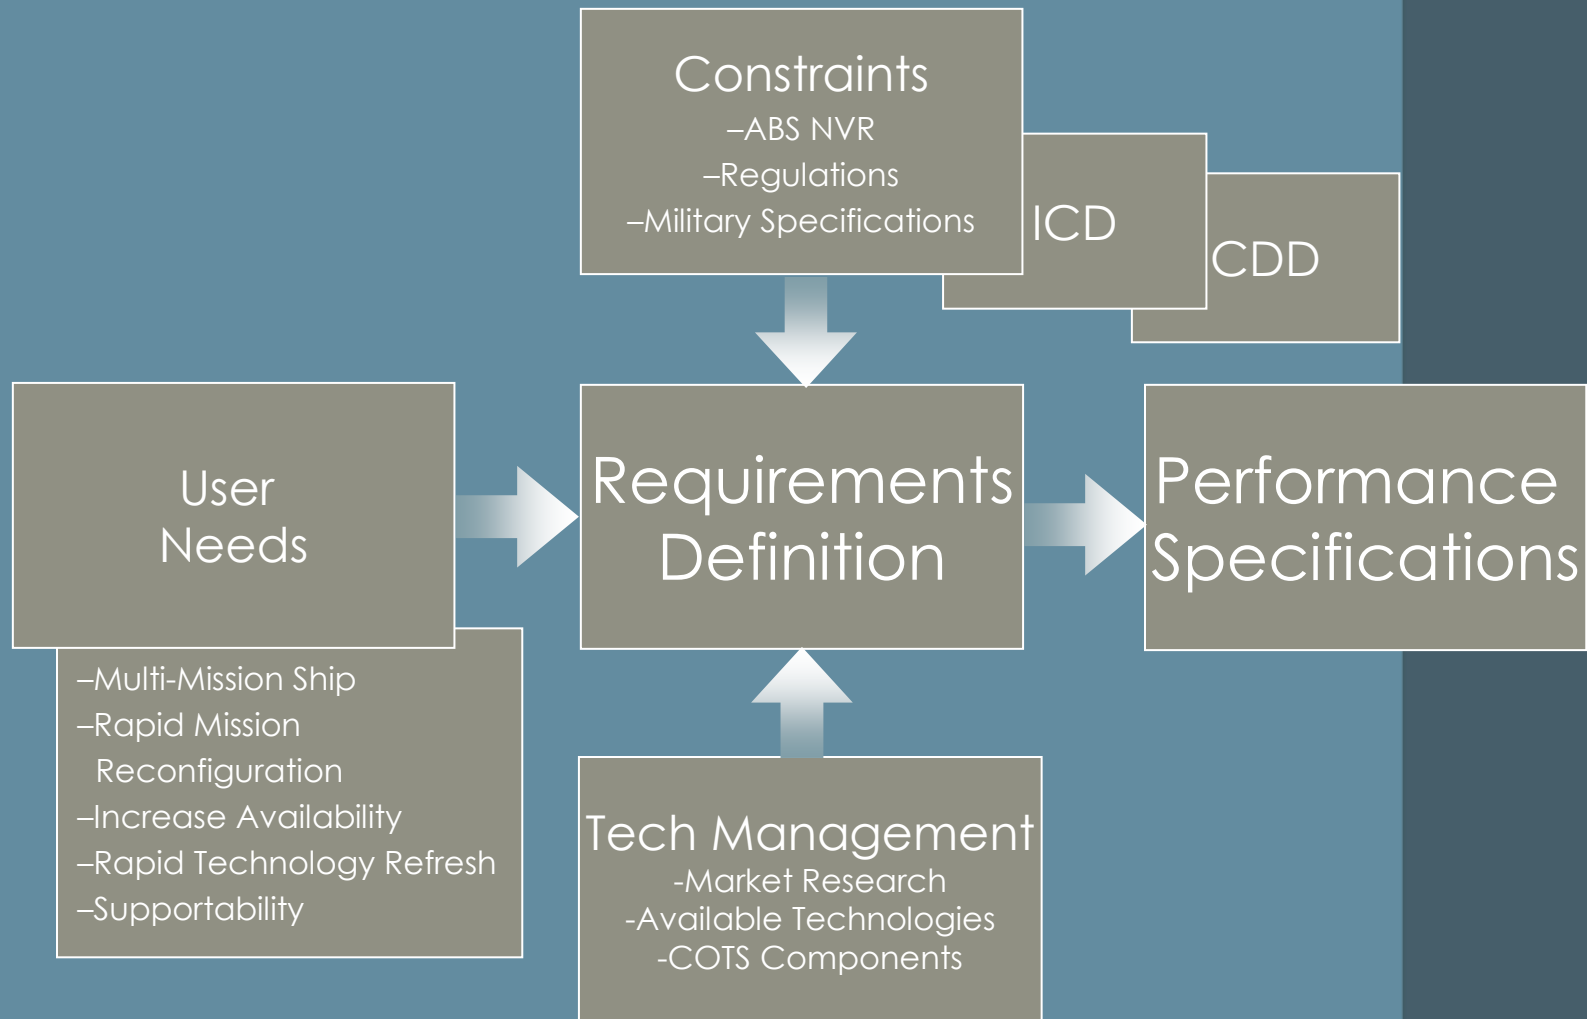 Constraints
–ABS NVR
–Regulations
–Military Specifications
ICD
CDD
User
Needs
–Multi-Mission Ship
–Rapid Mission
Reconfiguration
–Increase Availability
–Rapid Technology Refresh
–Supportability
Requirements
Definition
Performance
Specifications
Tech Management
-Market Research
-Available Technologies
-COTS Components